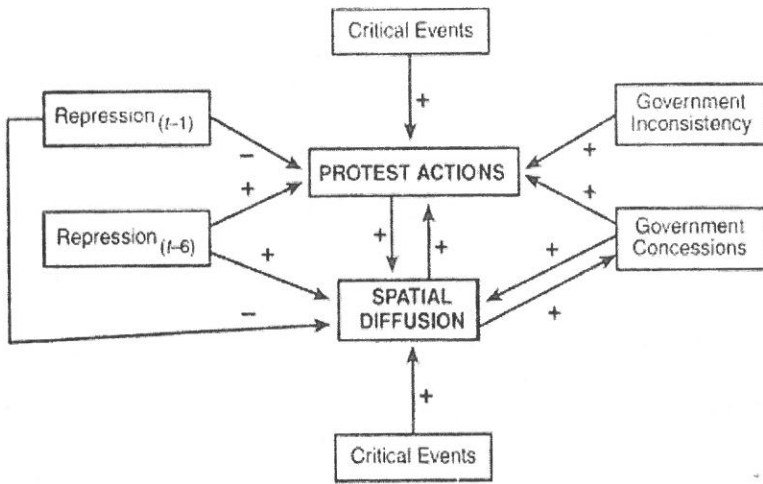 Critical Events
+
Repression (t–1)
Government
Inconsistency
–
+
PROTEST ACTIONS
+
+
Repression (t–6)
+
+
+
+
Government
Concessions
SPATIAL
DIFFUSION
–
+
+
Critical Events